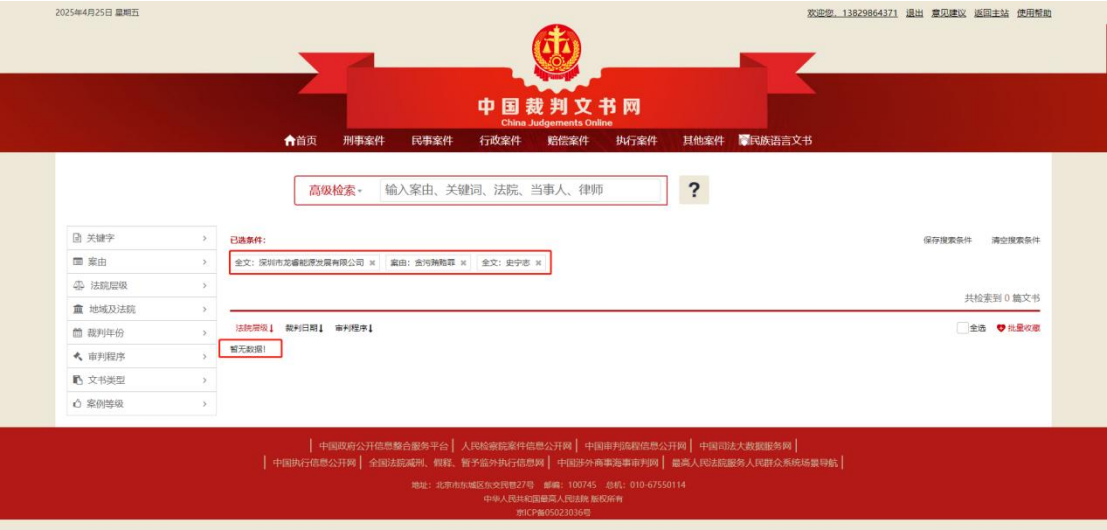 2025年4月25日 星期五
欢迎您，13829864371 退出 意见建议 返回主站 使用帮助
中国裁判文书网
China Judgements Online
首页 刑事案件 民事案件 行政案件 赔偿案件 执行案件 其他案件 民族语言文书
高级检索 输入案由、关键词、法院、当事人、律师 ?
关键字
案由
法院层级
地域及法院
裁判年份
审判程序
文书类型
案例等级
已选条件：
保存搜索条件 清空搜索条件
全文：深圳市龙睿能源发展有限公司 × 案由：贪污贿赂罪 × 全文：史宁志 ×
共检索到 0 篇文书
法院层级↓ 裁判日期↓ 审判程序↓
全选 批量收藏
暂无数据！
| 中国政府公开信息整合服务平台 | 人民检察院案件信息公开网 | 中国审判流程信息公开网 | 中国司法大数据服务网 |
| 中国执行信息公开网 | 全国法院减刑、假释、暂予监外执行信息网 | 中国涉外商事海事审判网 | 最高人民法院服务人民群众系统场景导航 |
地址：北京市东城区东交民巷27号 邮编：100745 总机：010-67550114
中华人民共和国最高人民法院 版权所有
京ICP备05023036号